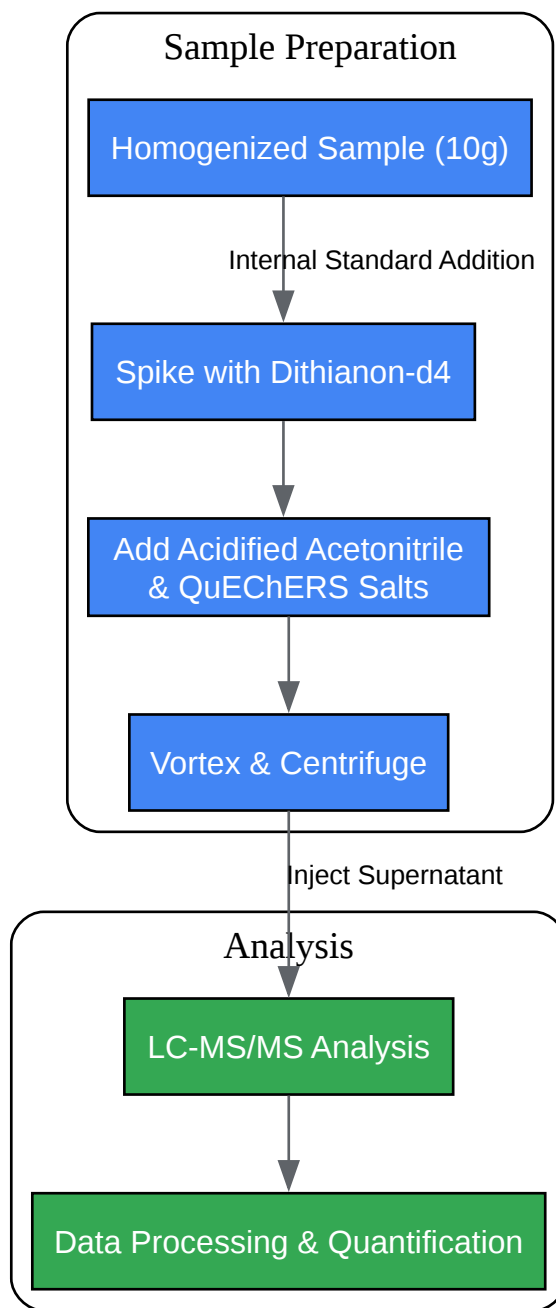 Sample Preparation
Homogenized Sample (10g)
Internal Standard Addition
Spike with Dithianon-d4
Add Acidified Acetonitrile
& QuEChERS Salts
Vortex & Centrifuge
Inject Supernatant
Analysis
LC-MS/MS Analysis
Data Processing & Quantification